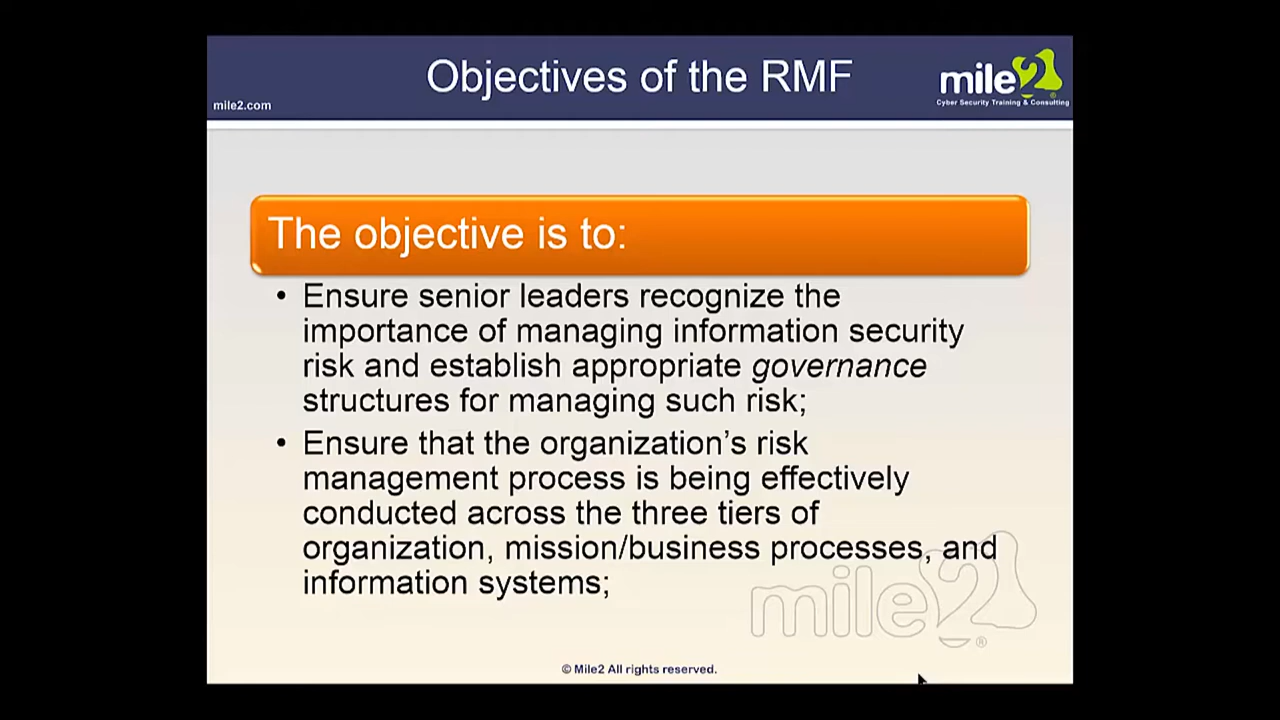 Objectives of the RMF
mile2.com
mile2
®
Cyber Security Training & Consulting
The objective is to:
• Ensure senior leaders recognize the
importance of managing information security
risk and establish appropriate governance
structures for managing such risk;
• Ensure that the organization’s risk
management process is being effectively
conducted across the three tiers of
organization, mission/business processes, and
information systems;
mile2
®
© Mile2 All rights reserved.